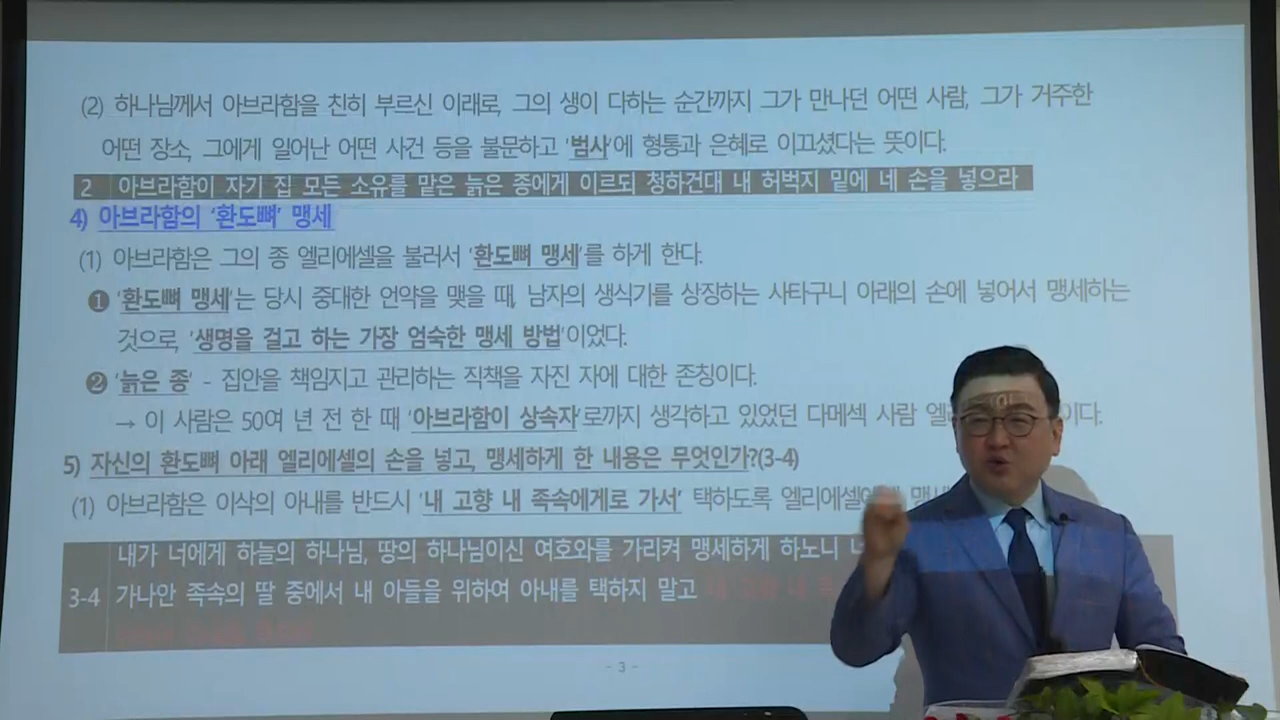 (2) 하나님께서 아브라함을 친히 부르신 이래로, 그의 생이 다하는 순간까지 그가 만나던 어떤 사람, 그가 거주한
어떤 장소, 그에게 일어난 어떤 사건 등을 불문하고 '범사'에 형통과 은혜로 이끄셨다는 뜻이다.
2 아브라함이 자기 집 모든 소유를 맡은 늙은 종에게 이르되 청하건대 내 허벅지 밑에 네 손을 넣으라
4) 아브라함의 '환도뼈' 맹세
(1) 아브라함은 그의 종 엘리에셀을 불러서 '환도뼈 맹세'를 하게 한다.
❶ '환도뼈 맹세'는 당시 중대한 언약을 맺을 때, 남자의 생식기를 상징하는 사타구니 아래의 손에 넣어서 맹세하는
것으로, '생명을 걸고 하는 가장 엄숙한 맹세 방법'이었다.
❷ '늙은 종' - 집안을 책임지고 관리하는 직책을 자진 자에 대한 존칭이다.
→ 이 사람은 50여 년 전 한 때 '아브라함이 상속자'로까지 생각하고 있었던 다메섹 사람 이다.
5) 자신의 환도뼈 아래 엘리에셀의 손을 넣고, 맹세하게 한 내용은 무엇인가?(3-4)
(1) 아브라함은 이삭의 아내를 반드시 '내 고향 내 족속에게로 가서' 택하도록 엘리에셀에게
내가 너에게 하늘의 하나님, 땅의 하나님이신 여호와를 가리켜 맹세하게 하노니
3-4 가나안 족속의 딸 중에서 내 아들을 위하여 아내를 택하지 말고
- 3 -